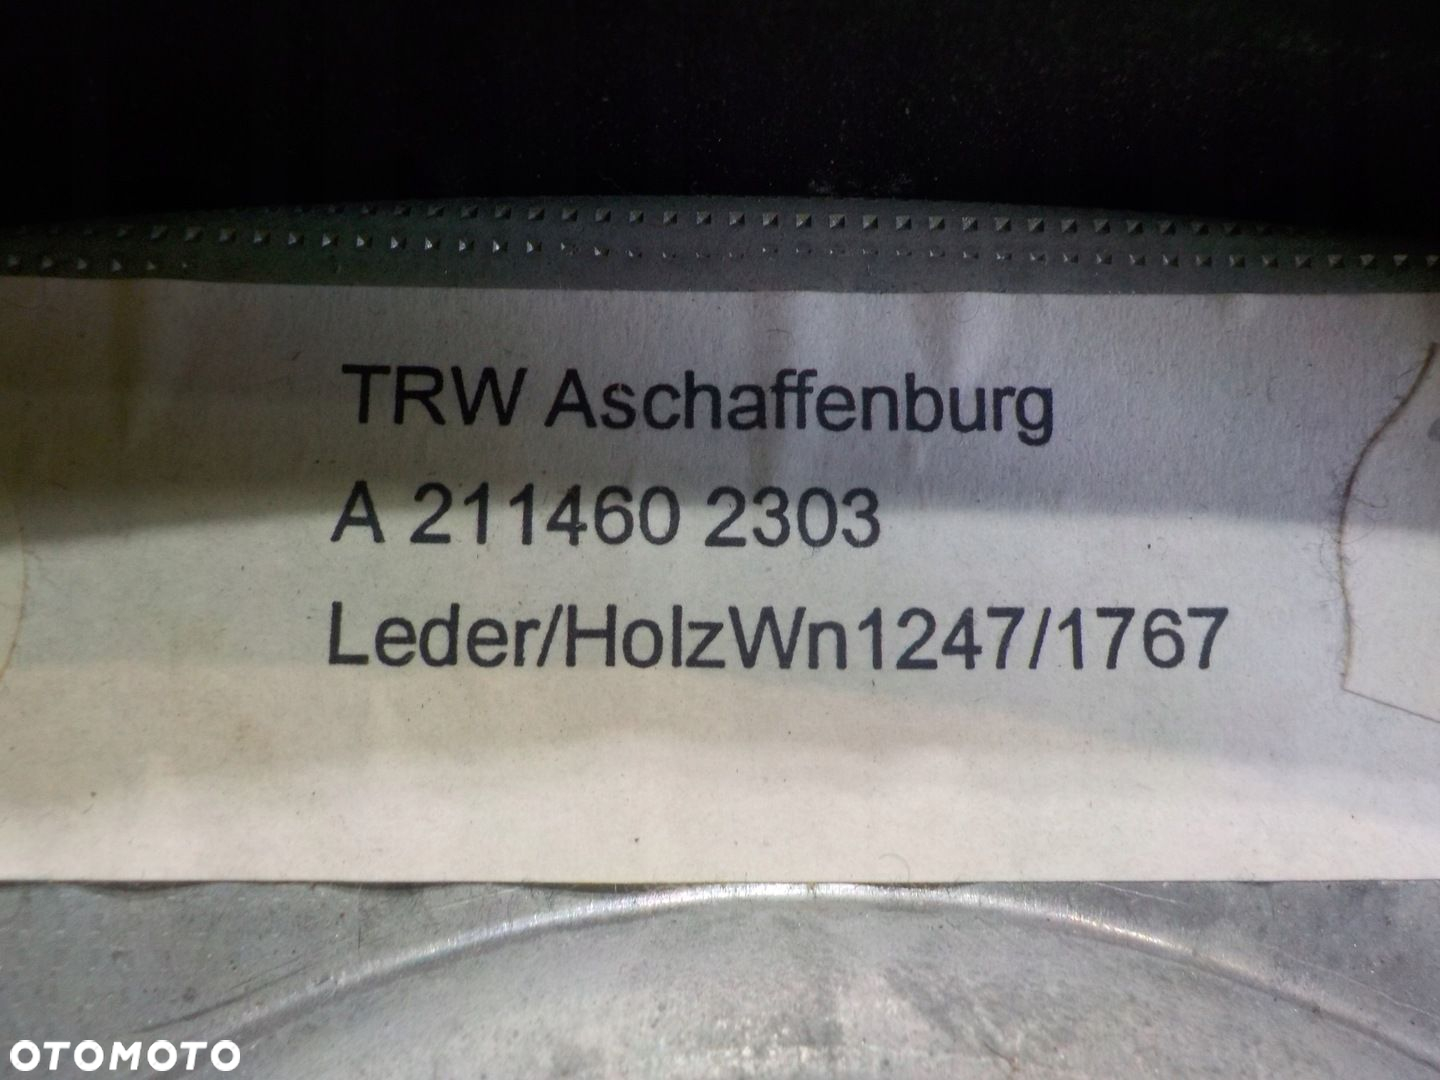 TRW Aschaffenburg
A 211460 2303
Leder/HolzWn1247/1767
OTOMOTO